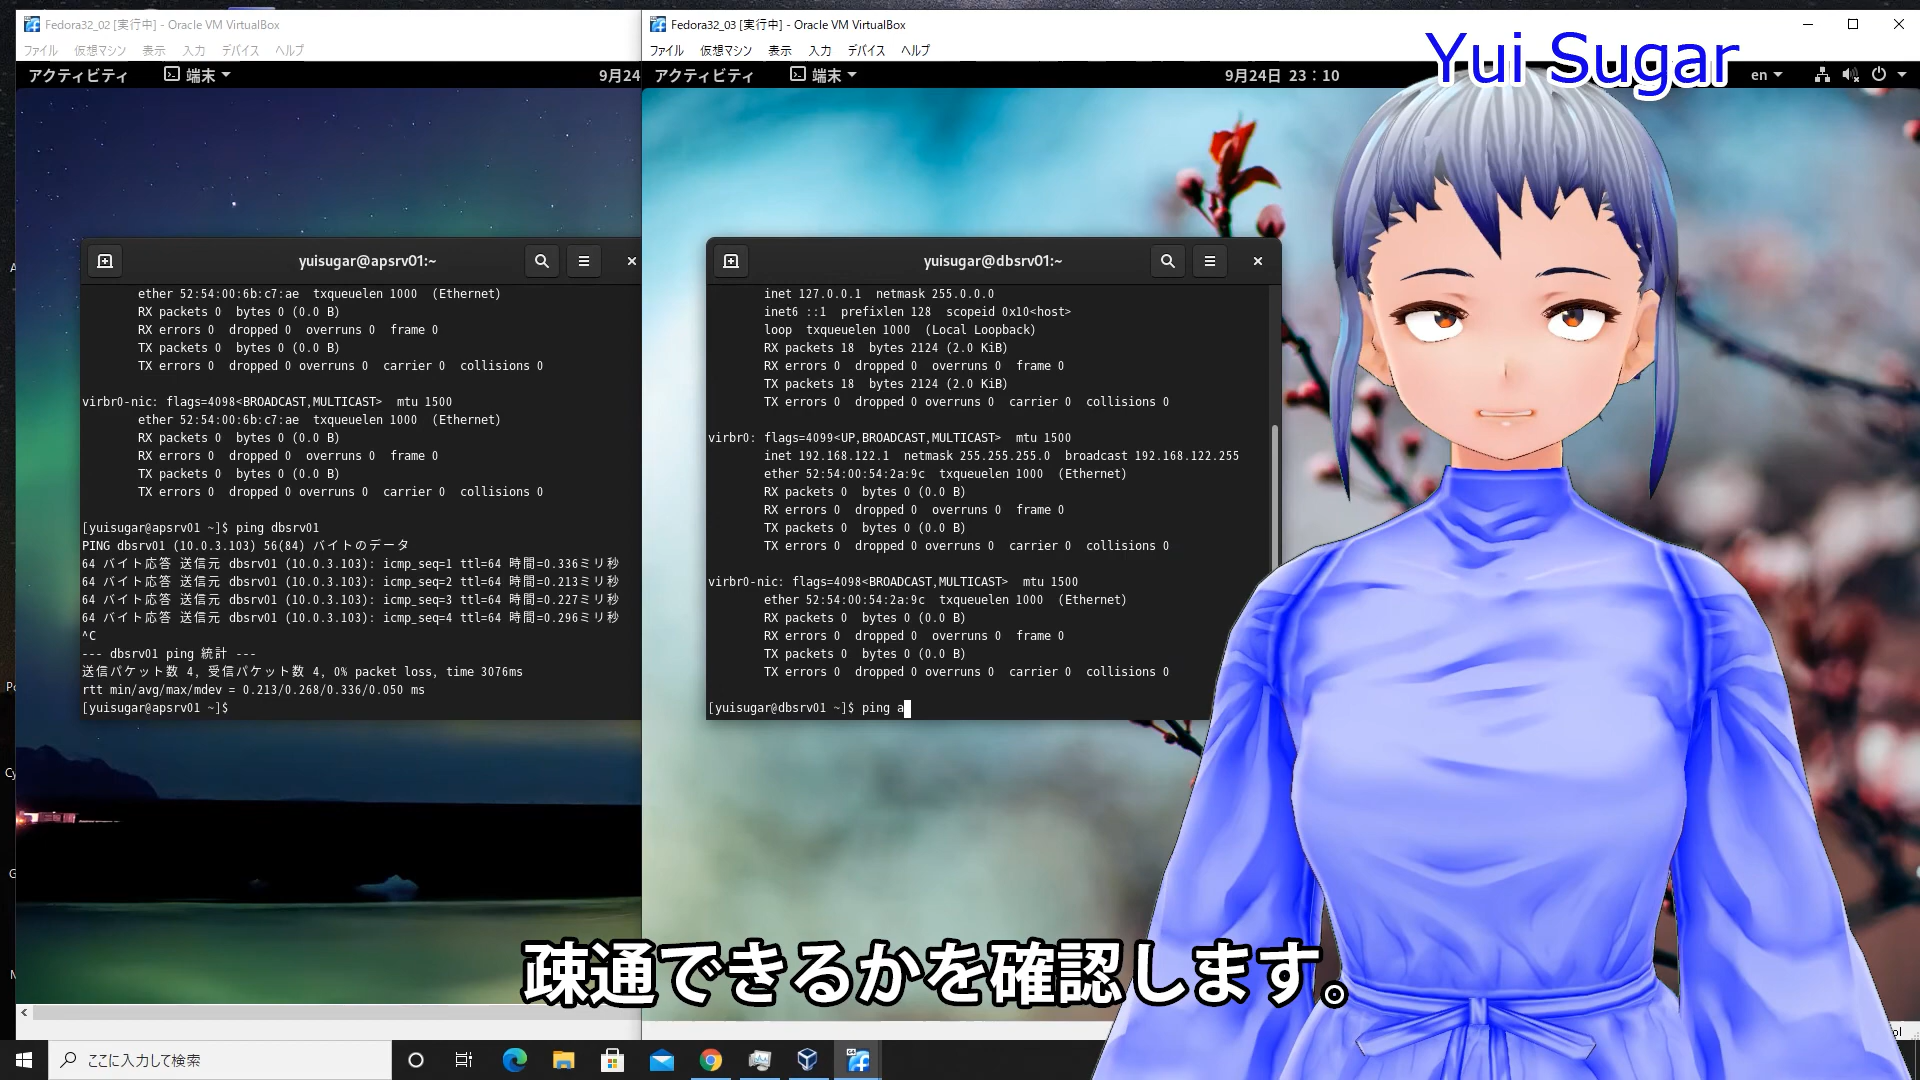 Fedora32_02 [実行中] - Oracle VM VirtualBox
ファイル 仮想マシン 表示 入力 デバイス ヘルプ
アクティビティ 端末 9月24
yuisugar@apsrv01:~
ether 52:54:00:6b:c7:ae txqueuelen 1000 (Ethernet)
RX packets 0 bytes 0 (0.0 B)
RX errors 0 dropped 0 overruns 0 frame 0
TX packets 0 bytes 0 (0.0 B)
TX errors 0 dropped 0 overruns 0 carrier 0 collisions 0
virbr0-nic: flags=4098<BROADCAST,MULTICAST> mtu 1500
ether 52:54:00:6b:c7:ae txqueuelen 1000 (Ethernet)
RX packets 0 bytes 0 (0.0 B)
RX errors 0 dropped 0 overruns 0 frame 0
TX packets 0 bytes 0 (0.0 B)
TX errors 0 dropped 0 overruns 0 carrier 0 collisions 0
[yuisugar@apsrv01 ~]$ ping dbsrv01
PING dbsrv01 (10.0.3.103) 56(84) バイトのデータ
64 バイト応答 送信元 dbsrv01 (10.0.3.103): icmp_seq=1 ttl=64 時間=0.336ミリ秒
64 バイト応答 送信元 dbsrv01 (10.0.3.103): icmp_seq=2 ttl=64 時間=0.213ミリ秒
64 バイト応答 送信元 dbsrv01 (10.0.3.103): icmp_seq=3 ttl=64 時間=0.227ミリ秒
64 バイト応答 送信元 dbsrv01 (10.0.3.103): icmp_seq=4 ttl=64 時間=0.296ミリ秒
^C
--- dbsrv01 ping 統計 ---
送信パケット数 4, 受信パケット数 4, 0% packet loss, time 3076ms
rtt min/avg/max/mdev = 0.213/0.268/0.336/0.050 ms
[yuisugar@apsrv01 ~]$
Fedora32_03 [実行中] - Oracle VM VirtualBox
ファイル 仮想マシン 表示 入力 デバイス ヘルプ
Yui Sugar
アクティビティ 端末 9月24日 23：10 en
yuisugar@dbsrv01:~
inet 127.0.0.1 netmask 255.0.0.0
inet6 ::1 prefixlen 128 scopeid 0x10<host>
loop txqueuelen 1000 (Local Loopback)
RX packets 18 bytes 2124 (2.0 KiB)
RX errors 0 dropped 0 overruns 0 frame 0
TX packets 18 bytes 2124 (2.0 KiB)
TX errors 0 dropped 0 overruns 0 carrier 0 collisions 0
virbr0: flags=4099<UP,BROADCAST,MULTICAST> mtu 1500
inet 192.168.122.1 netmask 255.255.255.0 broadcast 192.168.122.255
ether 52:54:00:54:2a:9c txqueuelen 1000 (Ethernet)
RX packets 0 bytes 0 (0.0 B)
RX errors 0 dropped 0 overruns 0 frame 0
TX packets 0 bytes 0 (0.0 B)
TX errors 0 dropped 0 overruns 0 carrier 0 collisions 0
virbr0-nic: flags=4098<BROADCAST,MULTICAST> mtu 1500
ether 52:54:00:54:2a:9c txqueuelen 1000 (Ethernet)
RX packets 0 bytes 0 (0.0 B)
RX errors 0 dropped 0 overruns 0 frame 0
TX packets 0 bytes 0 (0.0 B)
TX errors 0 dropped 0 overruns 0 carrier 0 collisions 0
[yuisugar@dbsrv01 ~]$ ping a
疎通できるかを確認します。
ここに入力して検索